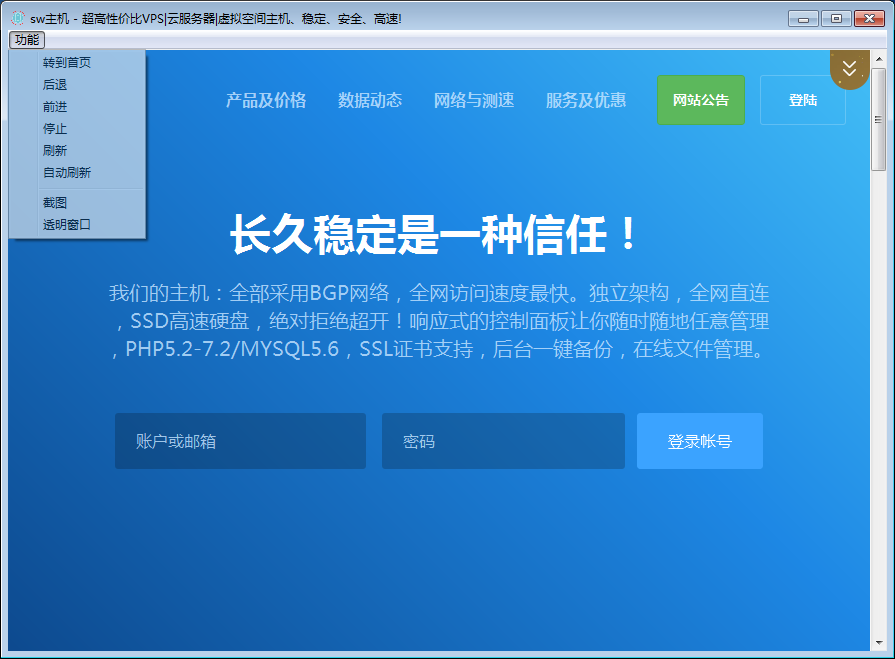 sw主机 - 超高性价比VPS|云服务器|虚拟空间主机、稳定、安全、高速!
功能
转到首页
后退
前进
停止
刷新
自动刷新
截图
透明窗口
产品及价格 数据动态 网络与测速 服务及优惠 网站公告 登陆
长久稳定是一种信任！
我们的主机：全部采用BGP网络，全网访问速度最快。独立架构，全网直连
，SSD高速硬盘，绝对拒绝超开！响应式的控制面板让你随时随地任意管理
，PHP5.2-7.2/MYSQL5.6，SSL证书支持，后台一键备份，在线文件管理。
账户或邮箱 密码 登录帐号